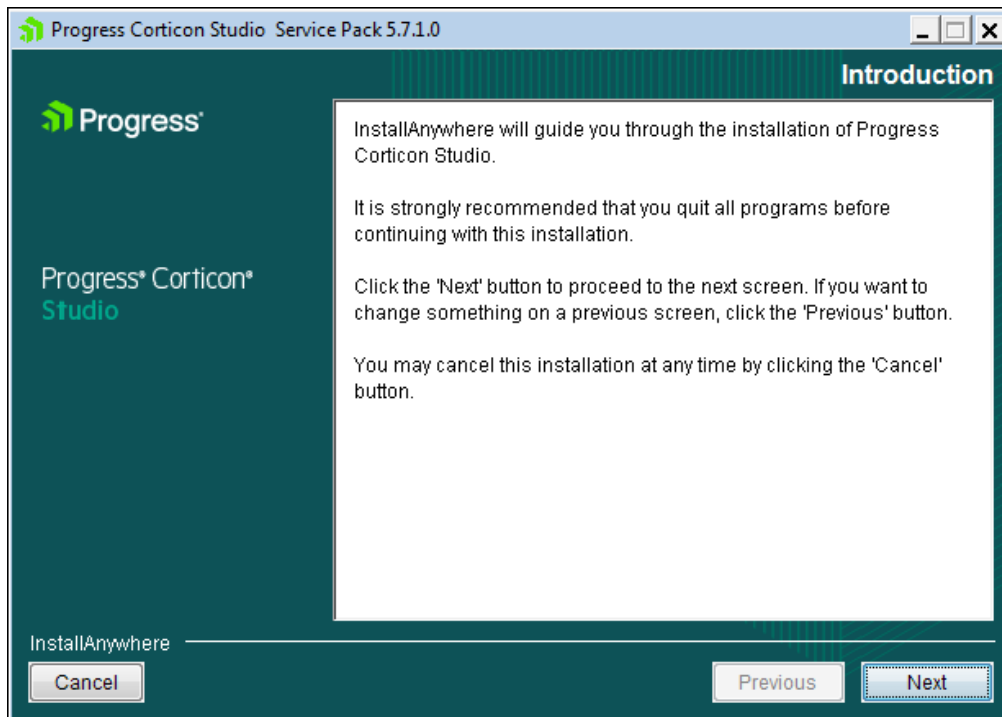 Progress Corticon Studio  Service Pack 5.7.1.0
Introduction
Progress®
Progress® Corticon®
Studio
InstallAnywhere will guide you through the installation of Progress
Corticon Studio.
It is strongly recommended that you quit all programs before
continuing with this installation.
Click the 'Next' button to proceed to the next screen. If you want to
change something on a previous screen, click the 'Previous' button.
You may cancel this installation at any time by clicking the 'Cancel'
button.
InstallAnywhere
Cancel
Previous
Next